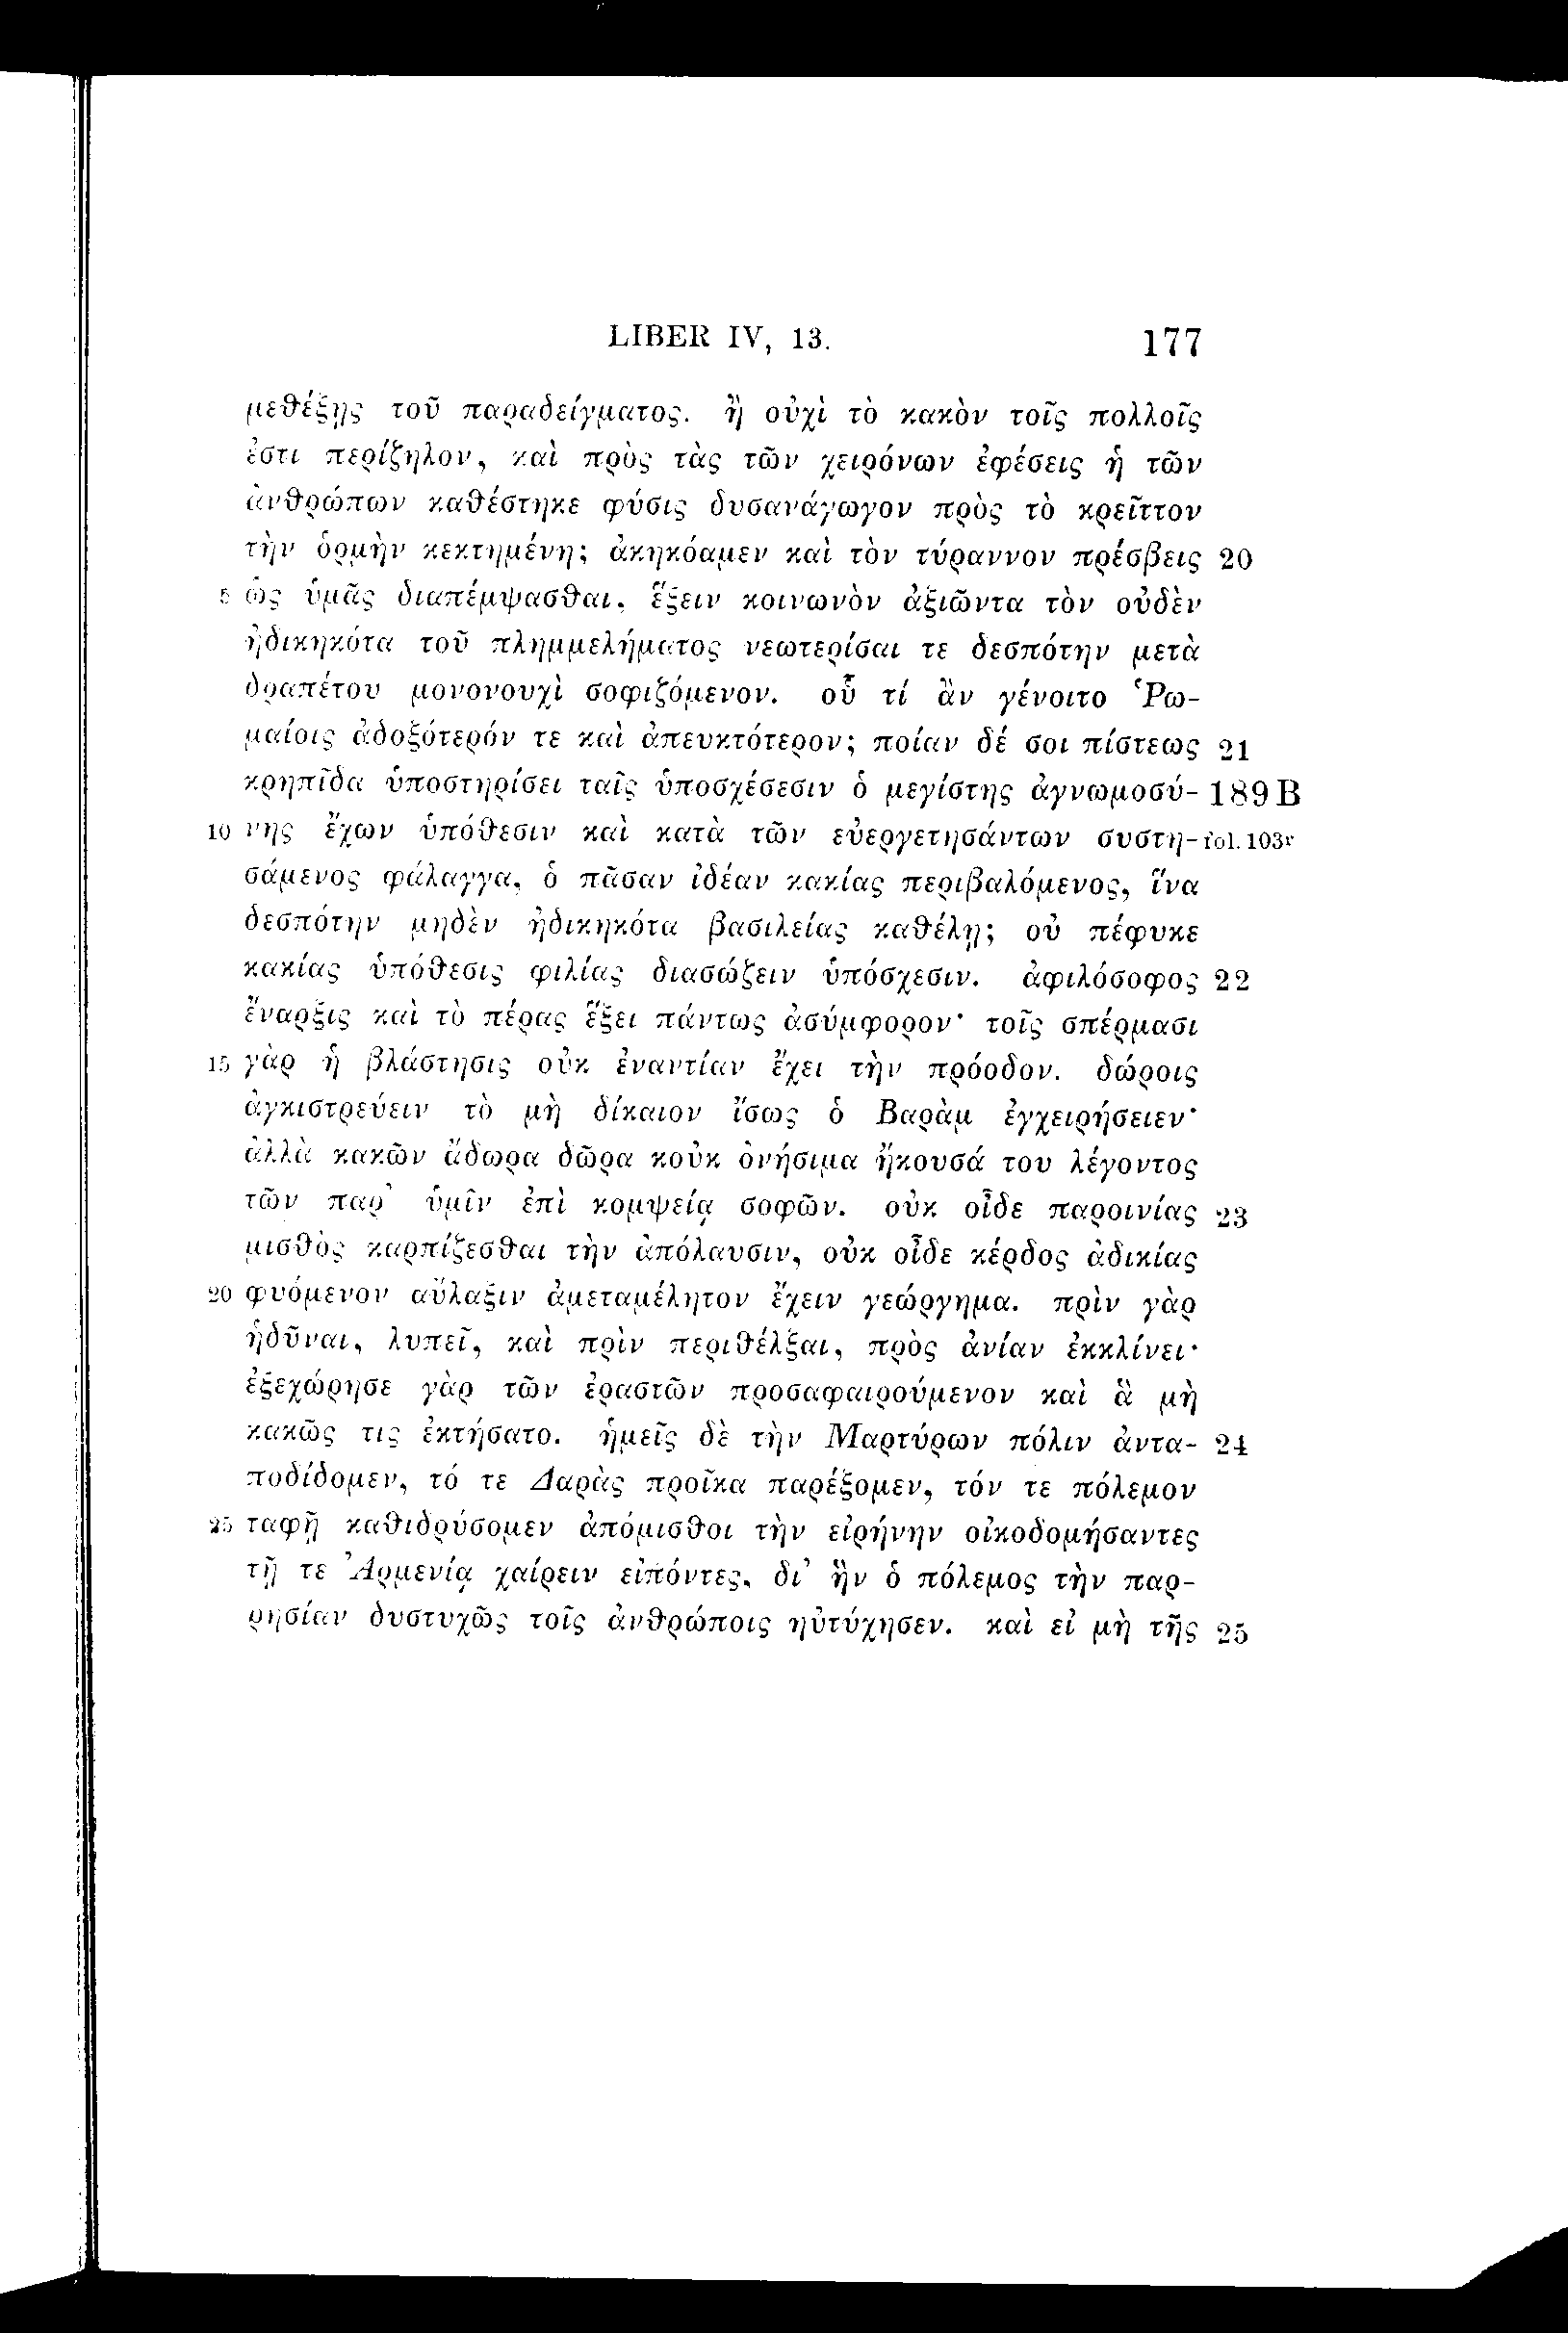 LIBER IV, 13. 177
μεθέξῃς τοῦ παραδείγματος. ἢ οὐχὶ τὸ κακὸν τοῖς πολλοῖς
ἐστι περίζηλον, καὶ πρὸς τὰς τῶν χειρόνων ἐφέσεις ἡ τῶν
ἀνθρώπων καθέστηκε φύσις δυσανάγωγον πρὸς τὸ κρεῖττον
τὴν ὁρμὴν κεκτημένη; ἀκηκόαμεν καὶ τὸν τύραννον πρέσβεις 20
5 ὡς ὑμᾶς διαπέμψασθαι, ἕξειν κοινωνὸν ἀξιῶντα τὸν οὐδὲν
ἠδικηκότα τοῦ πλημμελήματος νεωτερίσαι τε δεσπότην μετὰ
δραπέτου μονονουχὶ σοφιζόμενον. οὗ τί ἂν γένοιτο Ῥω-
μαίοις ἀδοξότερόν τε καὶ ἀπευκτότερον; ποίαν δέ σοι πίστεως 21
κρηπῖδα ὑποστηρίσει ταῖς ὑποσχέσεσιν ὁ μεγίστης ἀγνωμοσύ- 189 B
10 νης ἔχων ὑπόθεσιν καὶ κατὰ τῶν εὐεργετησάντων συστη- fol. 103r
σάμενος φάλαγγα, ὁ πᾶσαν ἰδέαν κακίας περιβαλόμενος, ἵνα
δεσπότην μηδὲν ἠδικηκότα βασιλείας καθέλῃ; οὐ πέφυκε
κακίας ὑπόθεσις φιλίας διασώζειν ὑπόσχεσιν. ἀφιλόσοφος 22
ἔναρξις καὶ τὸ πέρας ἕξει πάντως ἀσύμφορον· τοῖς σπέρμασι
15 γὰρ ἡ βλάστησις οὐκ ἐναντίαν ἔχει τὴν πρόοδον. δώροις
ἀγκιστρεύειν τὸ μὴ δίκαιον ἴσως ὁ Βαρὰμ ἐγχειρήσειεν·
ἀλλὰ κακῶν ἄδωρα δῶρα κοὐκ ὀνήσιμα ἤκουσά του λέγοντος
τῶν παρ᾽ ὑμῖν ἐπὶ κομψείᾳ σοφῶν. οὐκ οἶδε παροινίας 23
μισθὸς καρπίζεσθαι τὴν ἀπόλαυσιν, οὐκ οἶδε κέρδος ἀδικίας
20 φυόμενον αὔλαξιν ἀμεταμέλητον ἔχειν γεώργημα. πρὶν γὰρ
ἡδῦναι, λυπεῖ, καὶ πρὶν περιθέλξαι, πρὸς ἀνίαν ἐκκλίνει·
ἐξεχώρησε γὰρ τῶν ἐραστῶν προσαφαιρούμενον καὶ ἃ μὴ
κακῶς τις ἐκτήσατο. ἡμεῖς δὲ τὴν Μαρτύρων πόλιν ἀντα- 24
ποδίδομεν, τό τε Δαρὰς προῖκα παρέξομεν, τόν τε πόλεμον
25 ταφῇ καθιδρύσομεν ἀπόμισθοι τὴν εἰρήνην οἰκοδομήσαντες
τῇ τε Ἀρμενίᾳ χαίρειν εἰπόντες, δι᾽ ἣν ὁ πόλεμος τὴν παρ-
ρησίαν δυστυχῶς τοῖς ἀνθρώποις ηὐτύχησεν. καὶ εἰ μὴ τῆς 25